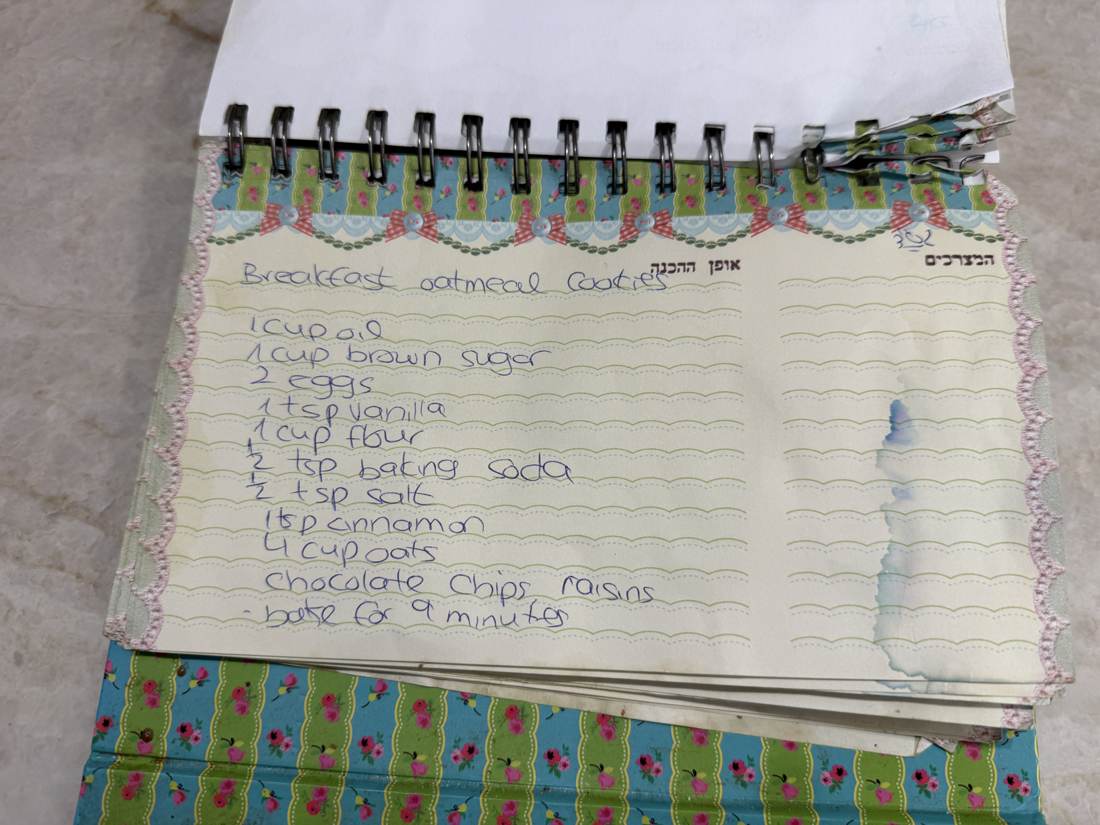 המצרכים
אופן ההכנה
Breakfast oatmeal Cookies
1 cup oil
1 cup brown sugar
2 eggs
1 tsp vanilla
1 cup flour
1/2 tsp baking soda
1/2 tsp salt
1 tsp cinnamon
4 cup oats
chocolate chips, raisins
- bake for 9 minutes